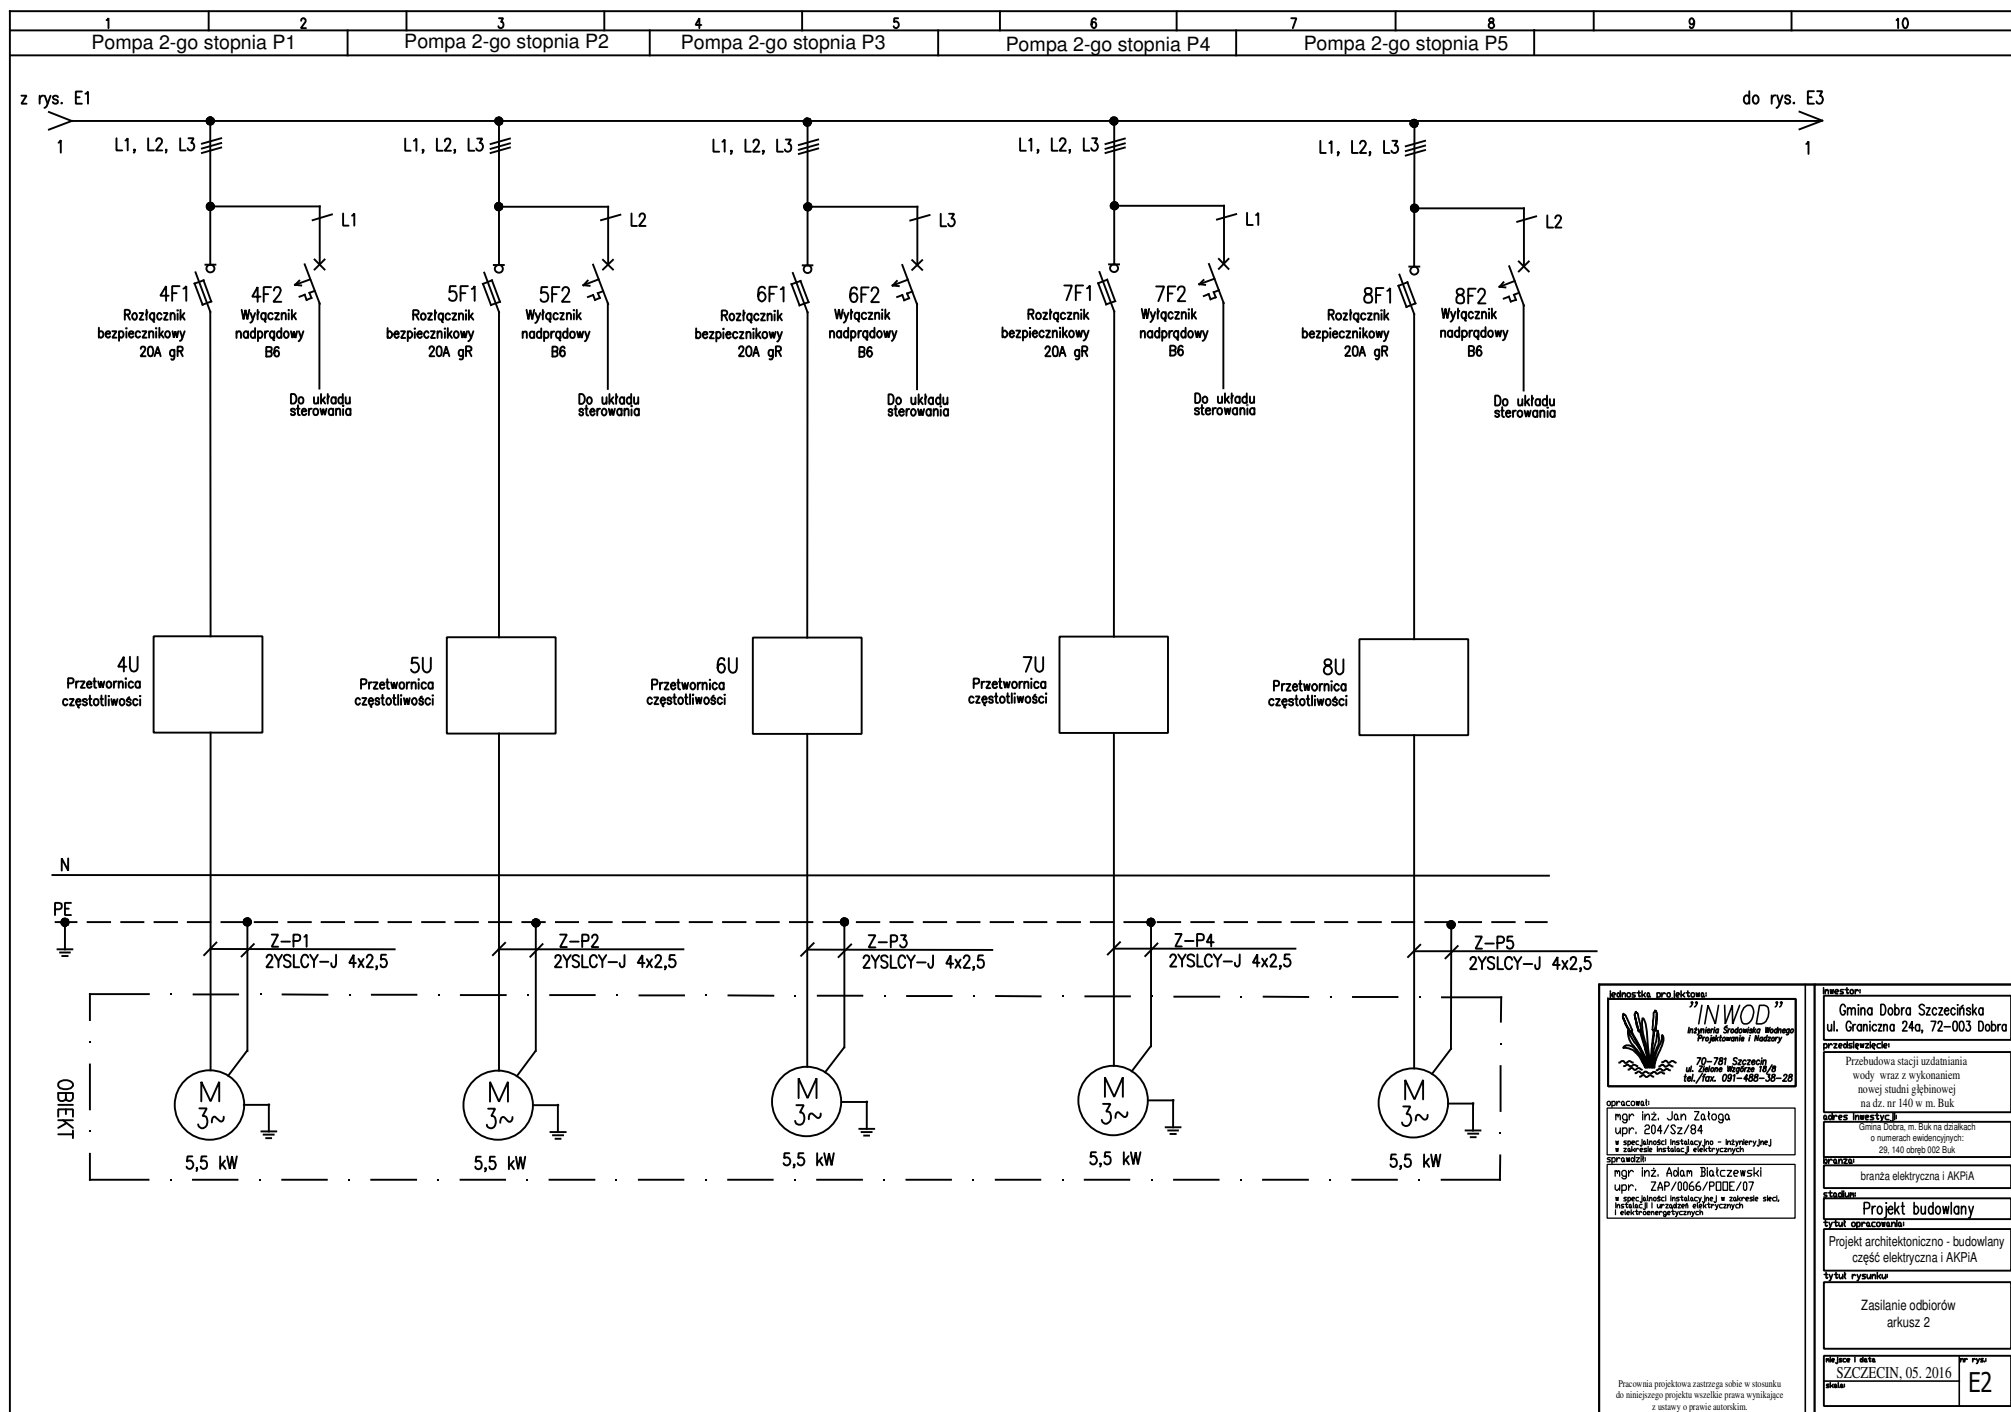 1 2 3 4 5 6 7 8 9 10
Pompa 2-go stopnia P1 Pompa 2-go stopnia P2 Pompa 2-go stopnia P3 Pompa 2-go stopnia P4 Pompa 2-go stopnia P5
z rys. E1 do rys. E3
1 L1, L2, L3 L1, L2, L3 L1, L2, L3 L1, L2, L3 L1, L2, L3 1
L1 L2 L3 L1 L2
4F1 4F2 5F1 5F2 6F1 6F2 7F1 7F2 8F1 8F2
Rozłącznik Wyłącznik Rozłącznik Wyłącznik Rozłącznik Wyłącznik Rozłącznik Wyłącznik Rozłącznik Wyłącznik
bezpiecznikowy nadprądowy bezpiecznikowy nadprądowy bezpiecznikowy nadprądowy bezpiecznikowy nadprądowy bezpiecznikowy nadprądowy
20A gR B6 20A gR B6 20A gR B6 20A gR B6 20A gR B6
Do układu Do układu Do układu Do układu Do układu
sterowania sterowania sterowania sterowania sterowania
4U 5U 6U 7U 8U
Przetwornica Przetwornica Przetwornica Przetwornica Przetwornica
częstotliwości częstotliwości częstotliwości częstotliwości częstotliwości
N
PE
Z-P1 Z-P2 Z-P3 Z-P4 Z-P5
2YSLCY-J 4x2,5 2YSLCY-J 4x2,5 2YSLCY-J 4x2,5 2YSLCY-J 4x2,5 2YSLCY-J 4x2,5
OBIEKT
M M M M M
3~ 3~ 3~ 3~ 3~
5,5 kW 5,5 kW 5,5 kW 5,5 kW 5,5 kW
jednostka projektowa:
"INWOD"
Inżynieria Środowiska Wodnego
Projektowanie i Nadzory
70-781 Szczecin
ul. Zielone Wzgórze 18/8
tel./fax. 091-488-38-28
opracował:
mgr inż. Jan Załoga
upr. 204/Sz/84
w specjalności instalacyjno - inżynieryjnej
w zakresie instalacji elektrycznych
sprawdził:
mgr inż. Adam Białczewski
upr. ZAP/0066/POOE/07
w specjalności instalacyjnej w zakresie sieci,
instalacji i urządzeń elektrycznych
i elektroenergetycznych
Pracownia projektowa zastrzega sobie w stosunku
do niniejszego projektu wszelkie prawa wynikające
z ustawy o prawie autorskim.
inwestor:
Gmina Dobra Szczecińska
ul. Graniczna 24a, 72-003 Dobra
przedsięwzięcie:
Przebudowa stacji uzdatniania
wody wraz z wykonaniem
nowej studni głębinowej
na dz. nr 140 w m. Buk
adres inwestycji:
Gmina Dobra, m. Buk na działkach
o numerach ewidencyjnych:
29, 140 obręb 002 Buk
branża:
branża elektryczna i AKPiA
stadium:
Projekt budowlany
tytuł opracowania:
Projekt architektoniczno - budowlany
część elektryczna i AKPiA
tytuł rysunku:
Zasilanie odbiorów
arkusz 2
miejsce i data nr rys:
SZCZECIN, 05. 2016 E2
skala: